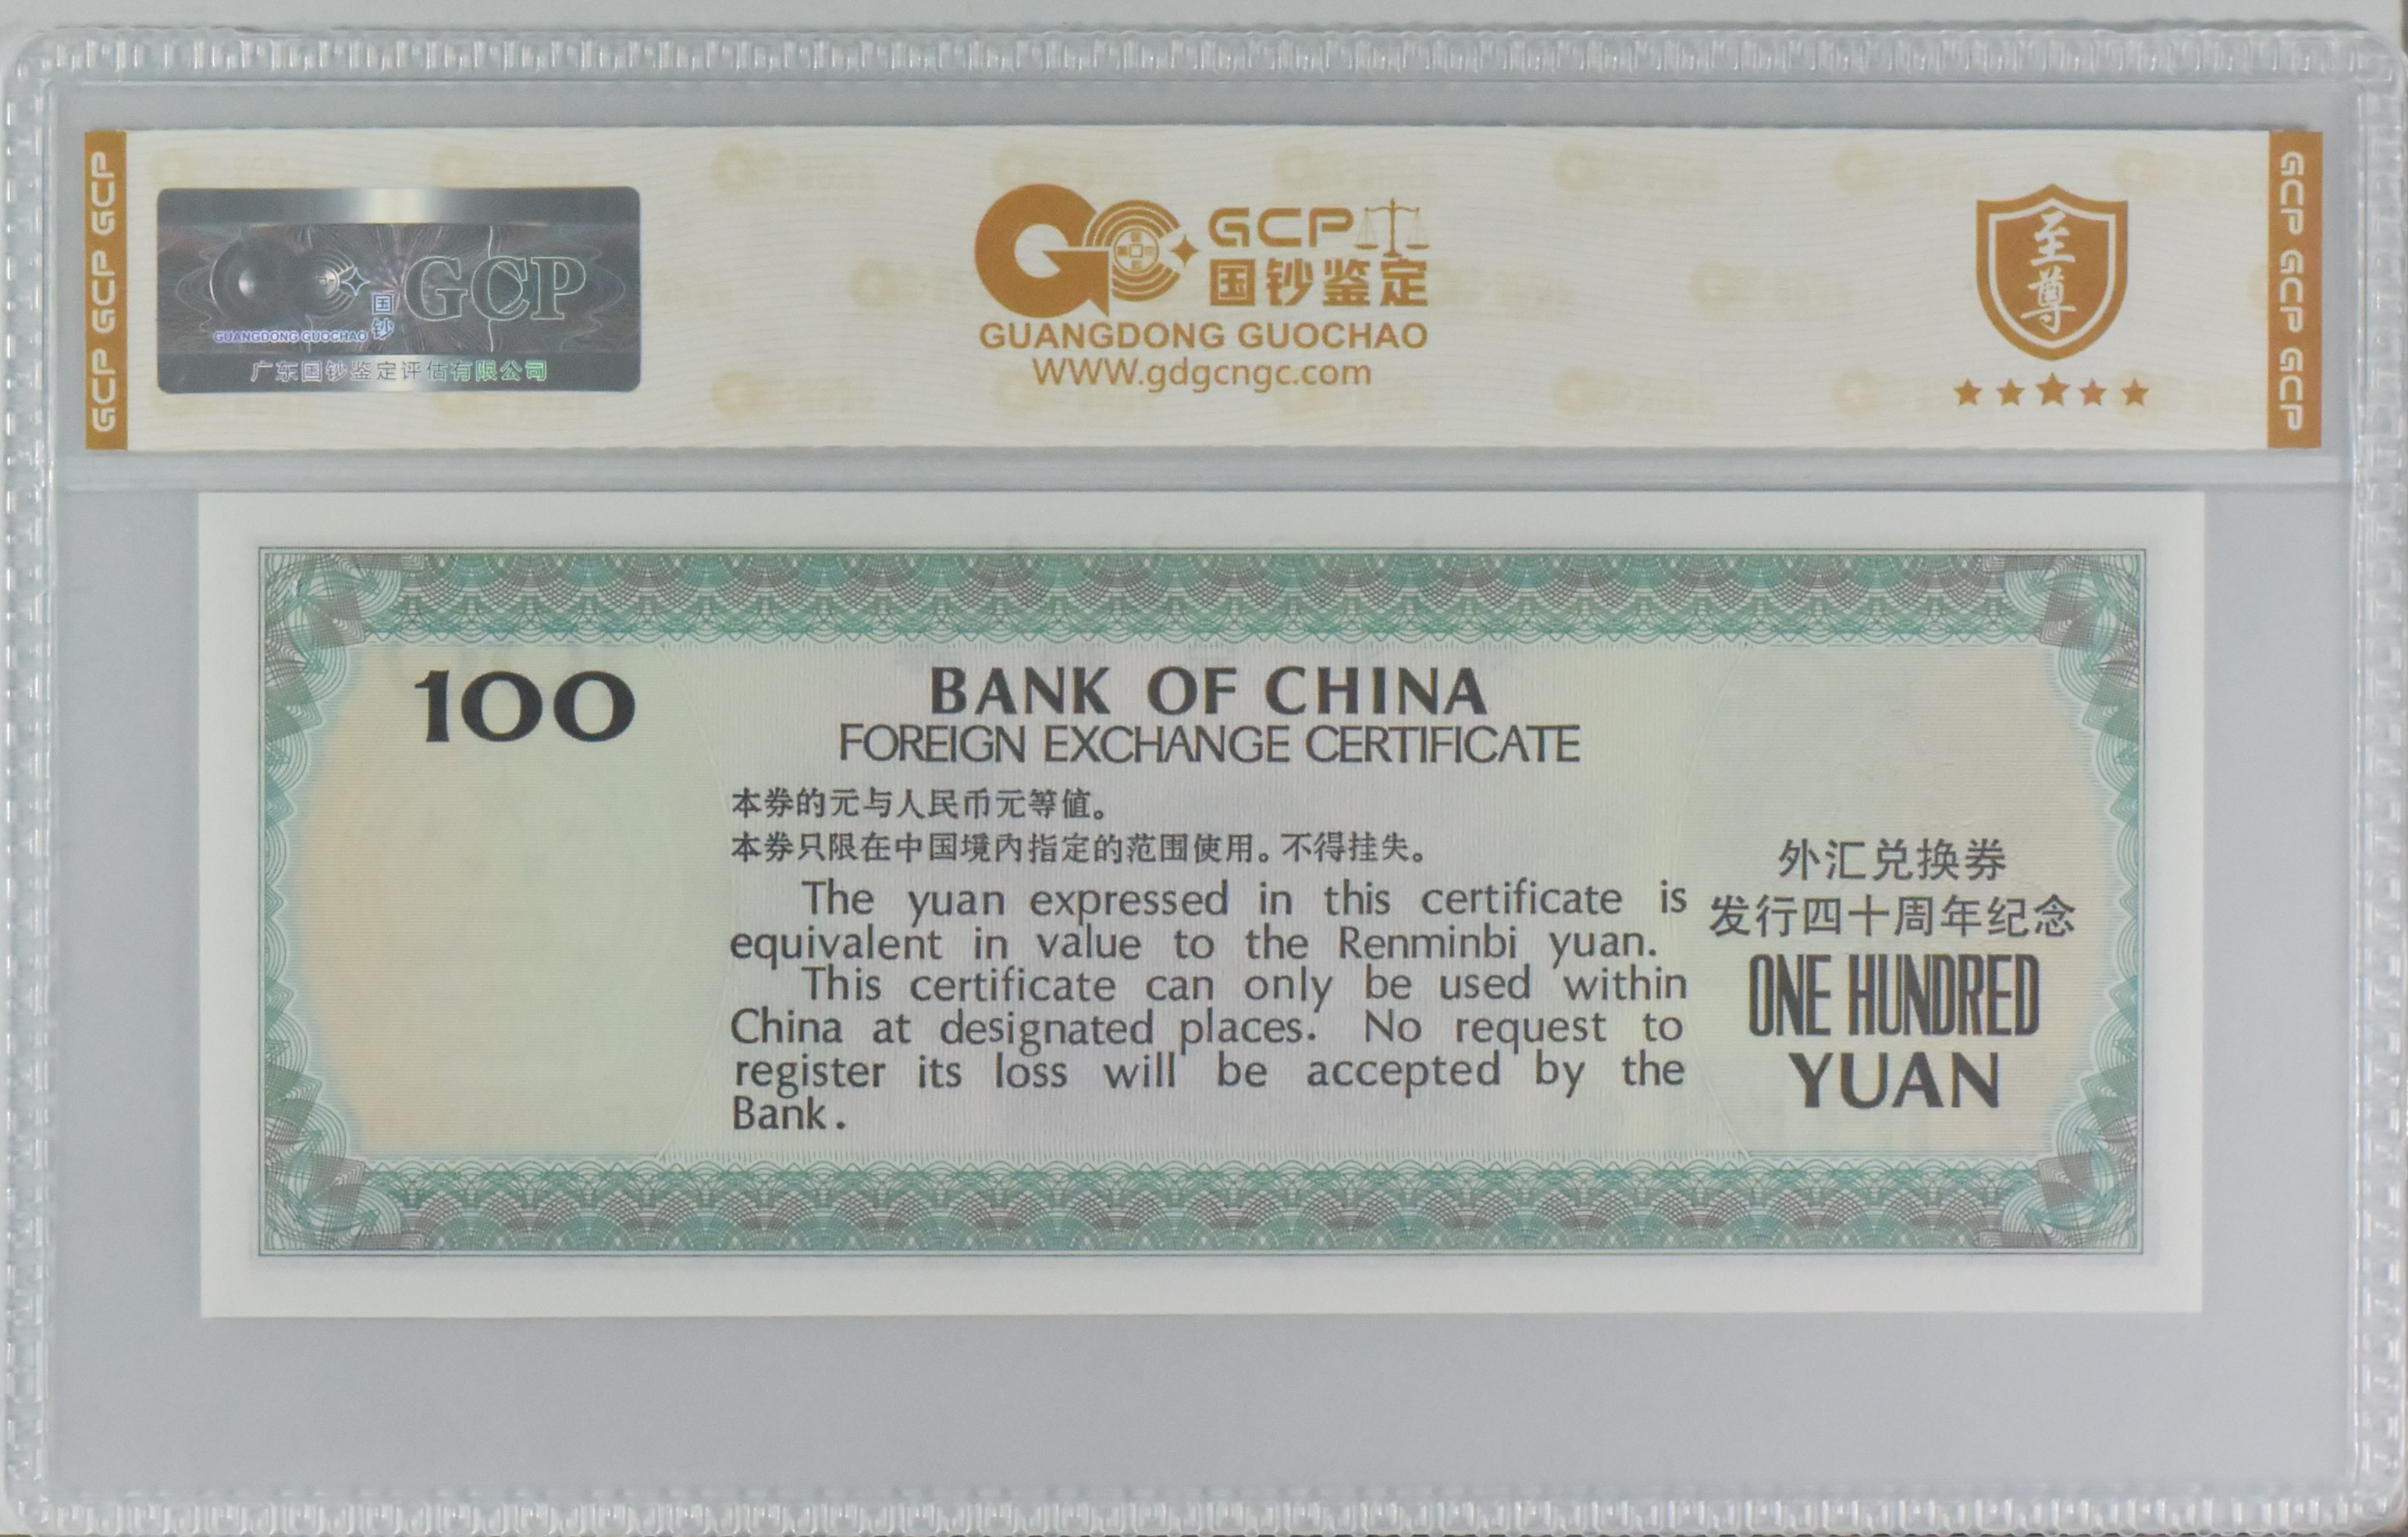 GCP GCP GCP
国钞
GCP
GUANGDONG GUOCHAO
广东国钞鉴定评估有限公司
GCP
国钞鉴定
GUANGDONG GUOCHAO
WWW.gdgcngc.com
至尊
GCP GCP GCP
100
BANK OF CHINA
FOREIGN EXCHANGE CERTIFICATE
本券的元与人民币元等值。
本券只限在中国境内指定的范围使用。不得挂失。
The yuan expressed in this certificate is
equivalent in value to the Renminbi yuan.
This certificate can only be used within
China at designated places. No request to
register its loss will be accepted by the
Bank.
外汇兑换券
发行四十周年纪念
ONE HUNDRED
YUAN